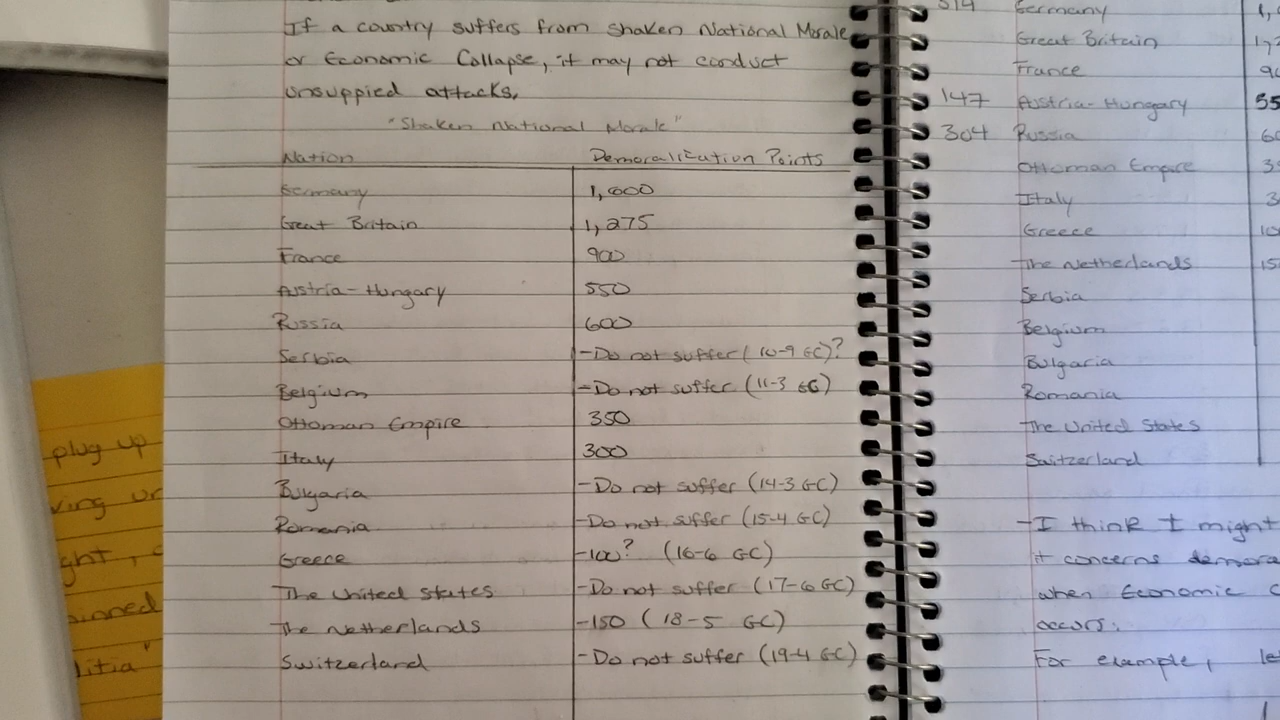 If a country suffers from Shaken National Morale
or Economic Collapse, it may not conduct
unsuppied attacks.
"Shaken National Morale"
Nation Demoralization Points
Germany 1,000
Great Britain 1,275
France 900
Austria-Hungary 550
Russia 600
Serbia -Do not suffer (10-9 GC)?
Belgium -Do not suffer (11-3 GC)
Ottoman Empire 350
Italy 300
Bulgaria -Do not suffer (14-3 GC)
Romania -Do not suffer (15-4 GC)
Greece -100? (16-6 GC)
The United States -Do not suffer (17-6 GC)
The Netherlands -150 (18-5 GC)
Switzerland -Do not suffer (19-4 GC)
514 Germany
Great Britain
France
147 Austria-Hungary
304 Russia
Ottoman Empire
Italy
Greece
The Netherlands
Serbia
Belgium
Bulgaria
Romania
The United States
Switzerland
-I think I might
it concerns
when Economic
occurs.
For example,
plug up